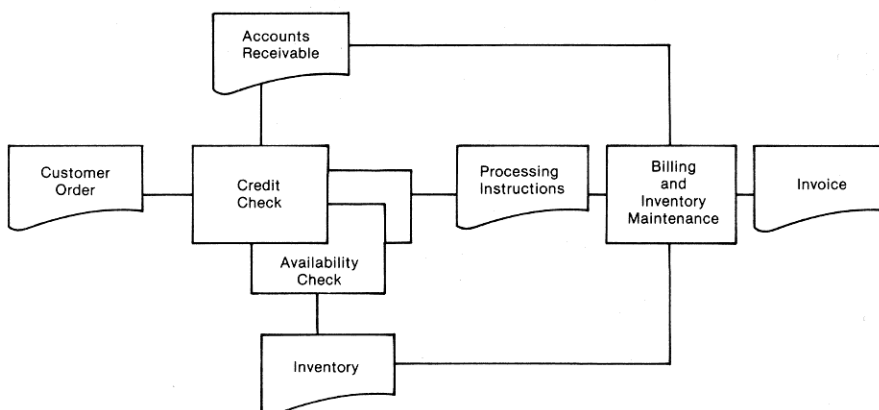 Accounts
Receivable
Customer
Order
Credit
Check
Processing
Instructions
Billing
and
Inventory
Maintenance
Invoice
Availability
Check
Inventory